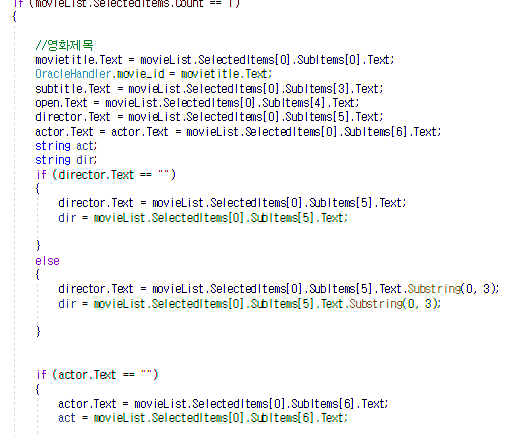 if (movieList.SelectedItems.Count == 1)
{
//영화제목
movietitle.Text = movieList.SelectedItems[0].SubItems[0].Text;
OracleHandler.movie_id = movietitle.Text;
subtitle.Text = movieList.SelectedItems[0].SubItems[3].Text;
open.Text = movieList.SelectedItems[0].SubItems[4].Text;
director.Text = movieList.SelectedItems[0].SubItems[5].Text;
actor.Text = actor.Text = movieList.SelectedItems[0].SubItems[6].Text;
string act;
string dir;
if (director.Text == "")
{
director.Text = movieList.SelectedItems[0].SubItems[5].Text;
dir = movieList.SelectedItems[0].SubItems[5].Text;
}
else
{
director.Text = movieList.SelectedItems[0].SubItems[5].Text.Substring(0, 3);
dir = movieList.SelectedItems[0].SubItems[5].Text.Substring(0, 3);
}
if (actor.Text == "")
{
actor.Text = movieList.SelectedItems[0].SubItems[6].Text;
act = movieList.SelectedItems[0].SubItems[6].Text;